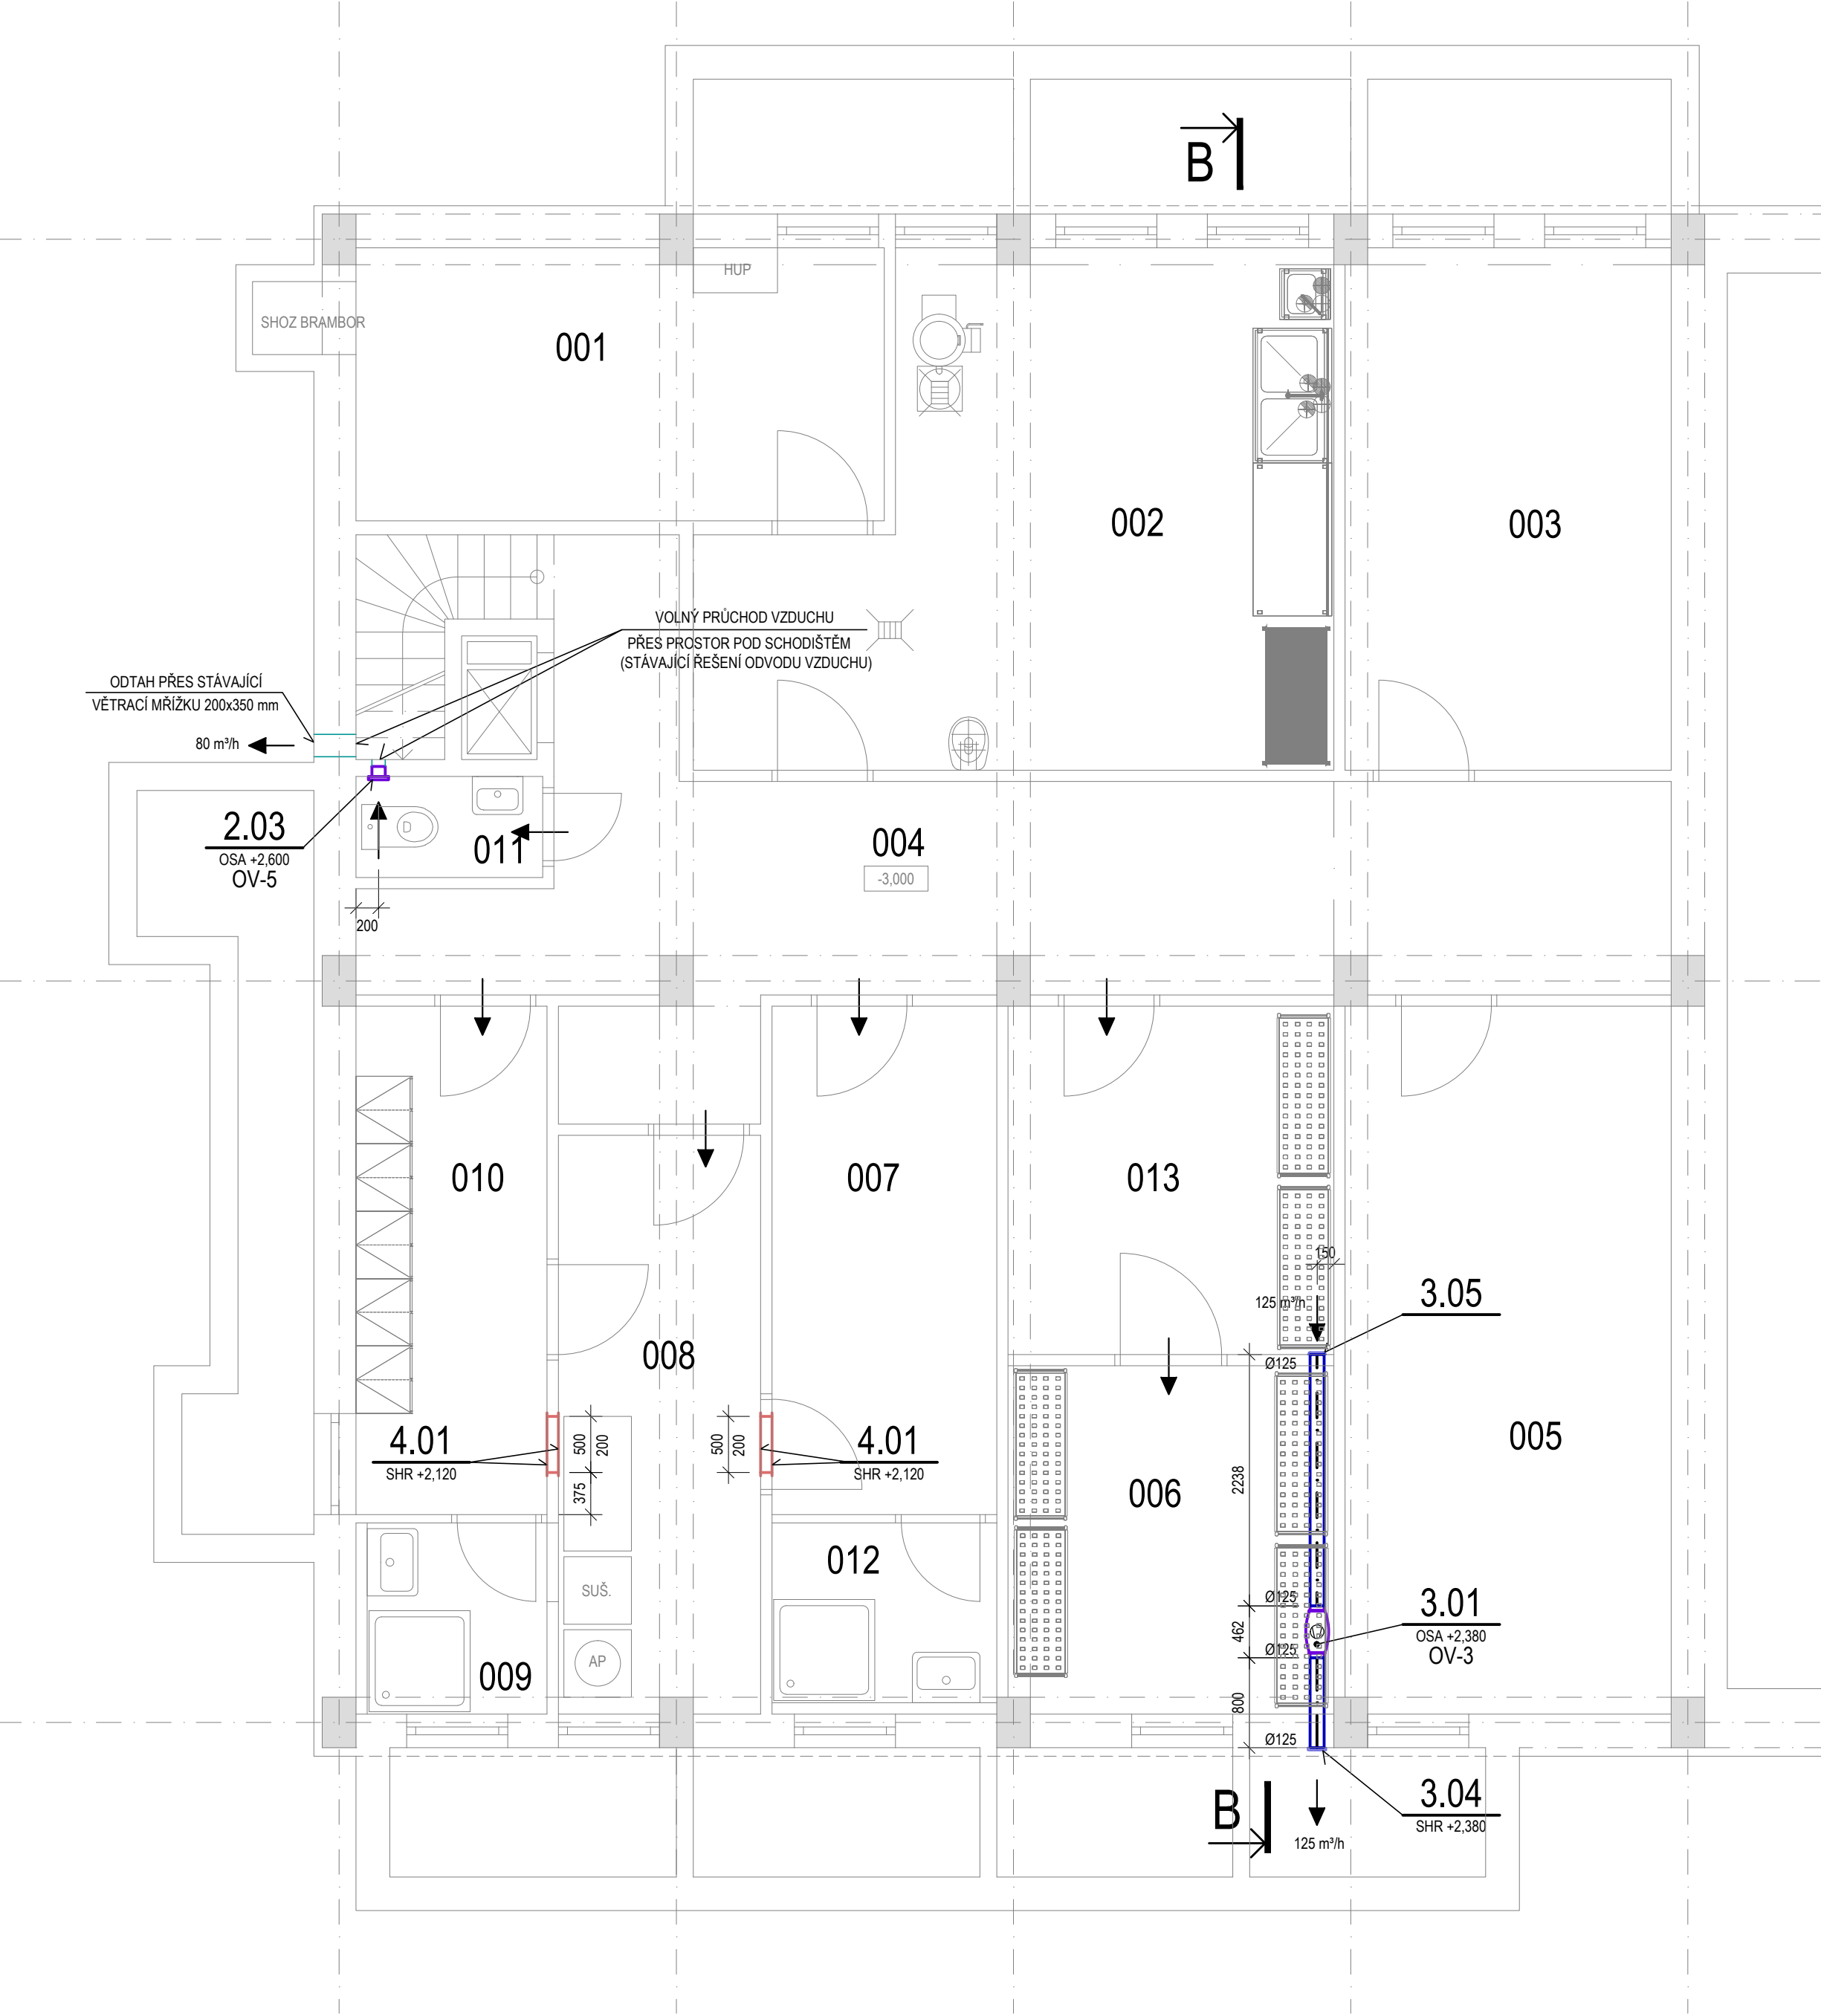 B
HUP
SHOZ BRAMBOR
001
002
003
VOLNÝ PRŮCHOD VZDUCHU
PŘES PROSTOR POD SCHODIŠTĚM
(STÁVAJÍCÍ ŘEŠENÍ ODVODU VZDUCHU)
ODTAH PŘES STÁVAJÍCÍ
VĚTRACÍ MŘÍŽKU 200x350 mm
80 m³/h
2.03
OSA +2,600
OV-5
011
004
-3,000
200
010
007
013
150
125 m³/h
3.05
008
Ø125
4.01
SHR +2,120
500
200
375
500
200
4.01
SHR +2,120
2238
006
005
012
SUŠ.
Ø125
3.01
OSA +2,380
OV-3
462
Ø125
009
AP
800
Ø125
3.04
SHR +2,380
B
125 m³/h